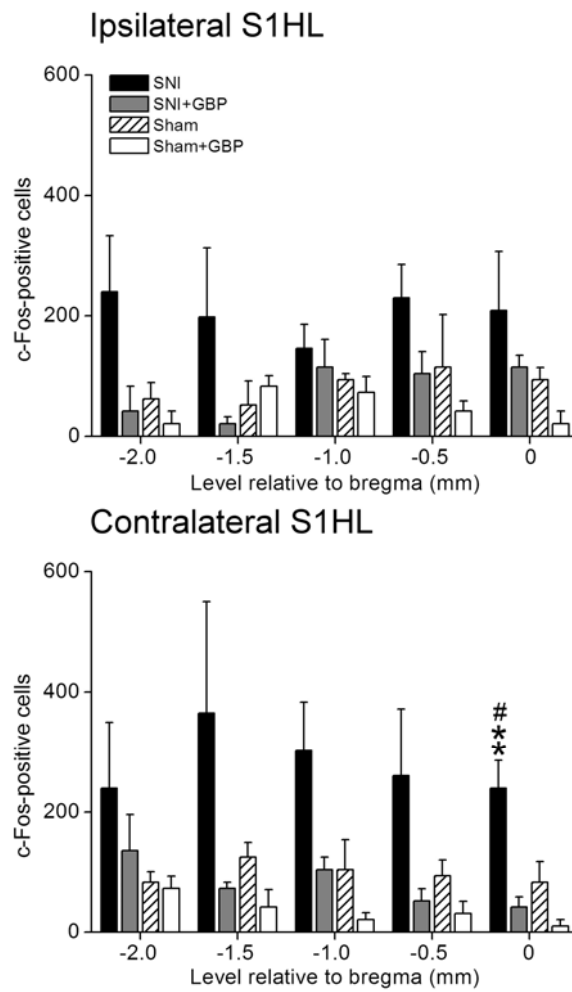 Ipsilateral S1HL
600
400
200
0
c-Fos-positive cells
SNI
SNI+GBP
Sham
Sham+GBP
-2.0 -1.5 -1.0 -0.5 0
Level relative to bregma (mm)
Contralateral S1HL
600
400
200
0
c-Fos-positive cells
#
*
*
-2.0 -1.5 -1.0 -0.5 0
Level relative to bregma (mm)